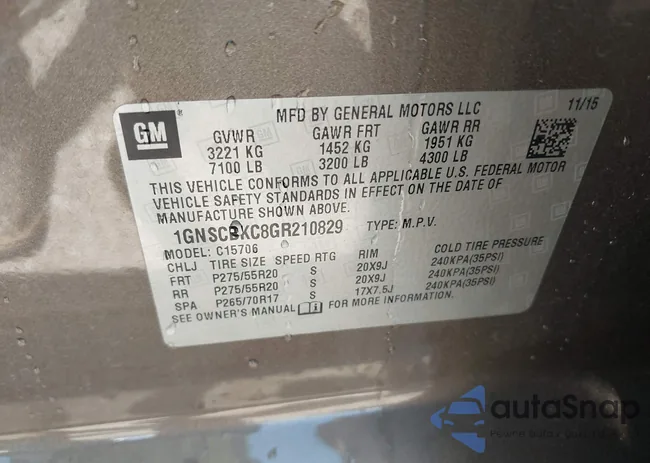 MFD BY GENERAL MOTORS LLC 11/15
GM
GVWR GAWR FRT GAWR RR
3221 KG 1452 KG 1951 KG
7100 LB 3200 LB 4300 LB
THIS VEHICLE CONFORMS TO ALL APPLICABLE U.S. FEDERAL MOTOR
VEHICLE SAFETY STANDARDS IN EFFECT ON THE DATE OF
MANUFACTURE SHOWN ABOVE.
1GNSCBKC8GR210829 TYPE: M.P.V.
MODEL: C15706
CHLJ TIRE SIZE SPEED RTG RIM COLD TIRE PRESSURE
FRT P275/55R20 S 20X9J 240KPA(35PSI)
RR P275/55R20 S 20X9J 240KPA(35PSI)
SPA P265/70R17 S 17X7.5J 240KPA(35PSI)
SEE OWNER'S MANUAL FOR MORE INFORMATION.
autoSnap